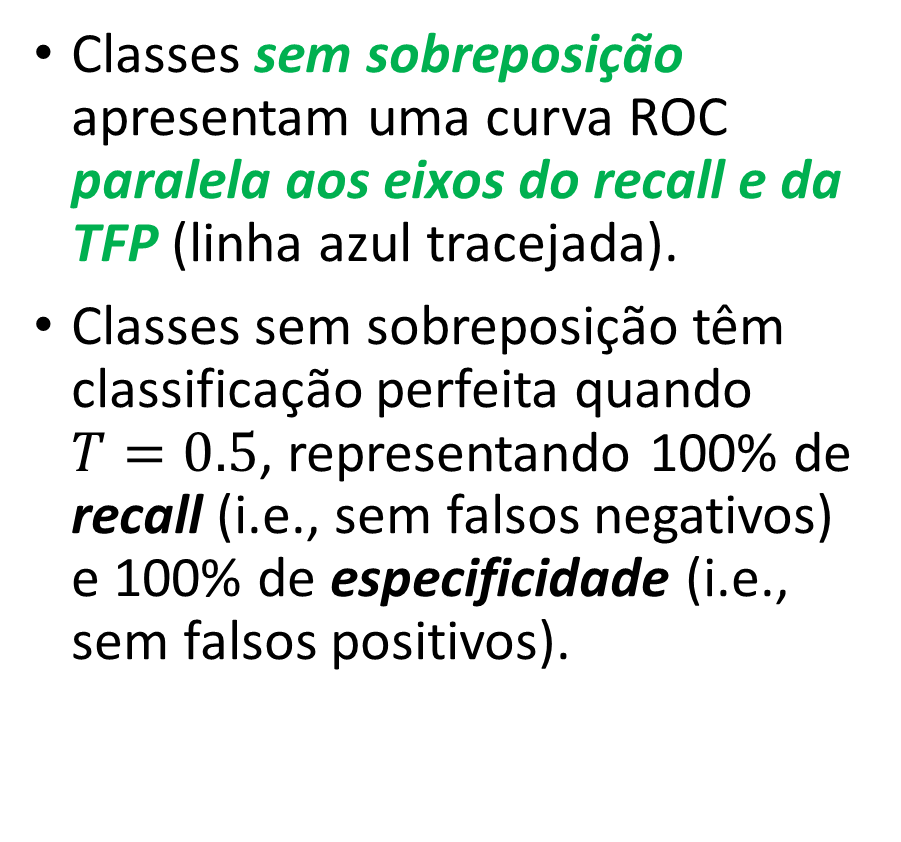 • Classes sem sobreposição
apresentam uma curva ROC
paralela aos eixos do recall e da
TFP (linha azul tracejada).
• Classes sem sobreposição têm
classificação perfeita quando
T = 0.5, representando 100% de
recall (i.e., sem falsos negativos)
e 100% de especificidade (i.e.,
sem falsos positivos).